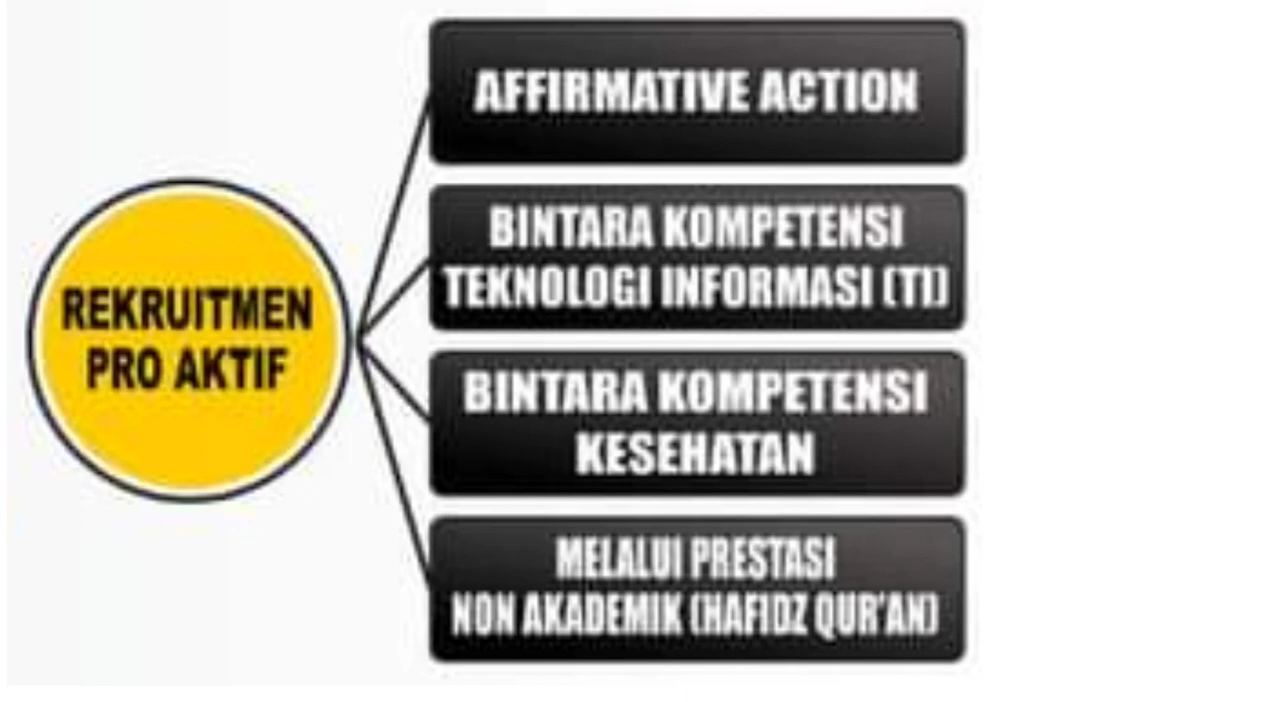 REKRUITMEN
PRO AKTIF
AFFIRMATIVE ACTION
BINTARA KOMPETENSI
TEKNOLOGI INFORMASI (TI)
BINTARA KOMPETENSI
KESEHATAN
MELALUI PRESTASI
NON AKADEMIK (HAFIDZ QUR'AN)